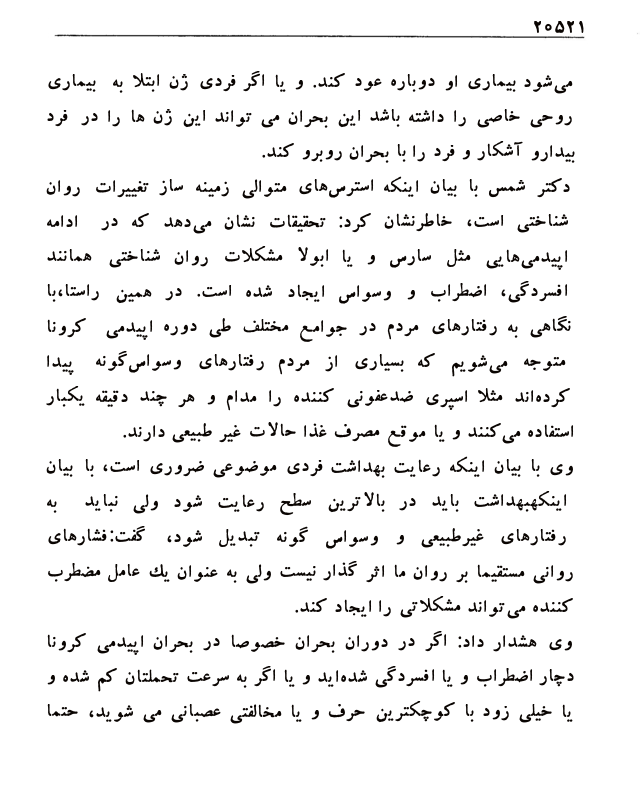 ۲۰۵۲۱
می‌شود بیماری او دوباره عود کند. و یا اگر فردی ژن ابتلا به بیماری
روحی خاصی را داشته باشد این بحران می تواند این ژن ها را در فرد
بیدارو آشکار و فرد را با بحران روبرو کند.
دکتر شمس با بیان اینکه استرس‌های متوالی زمینه ساز تغییرات روان
شناختی است، خاطرنشان کرد: تحقیقات نشان می‌دهد که در ادامه
اپیدمی‌هایی مثل سارس و یا ابولا مشکلات روان شناختی همانند
افسردگی، اضطراب و وسواس ایجاد شده است. در همین راستا،با
نگاهی به رفتارهای مردم در جوامع مختلف طی دوره اپیدمی کرونا
متوجه می‌شویم که بسیاری از مردم رفتارهای وسواس‌گونه پیدا
کرده‌اند مثلا اسپری ضدعفونی کننده را مدام و هر چند دقیقه یکبار
استفاده می‌کنند و یا موقع مصرف غذا حالات غیر طبیعی دارند.
وی با بیان اینکه رعایت بهداشت فردی موضوعی ضروری است، با بیان
اینکهبهداشت باید در بالاترین سطح رعایت شود ولی نباید به
رفتارهای غیرطبیعی و وسواس گونه تبدیل شود، گفت:فشارهای
روانی مستقیما بر روان ما اثر گذار نیست ولی به عنوان یك عامل مضطرب
کننده می‌تواند مشکلاتی را ایجاد کند.
وی هشدار داد: اگر در دوران بحران خصوصا در بحران اپیدمی کرونا
دچار اضطراب و یا افسردگی شده‌اید و یا اگر به سرعت تحملتان کم شده و
یا خیلی زود با کوچکترین حرف و یا مخالفتی عصبانی می شوید، حتما